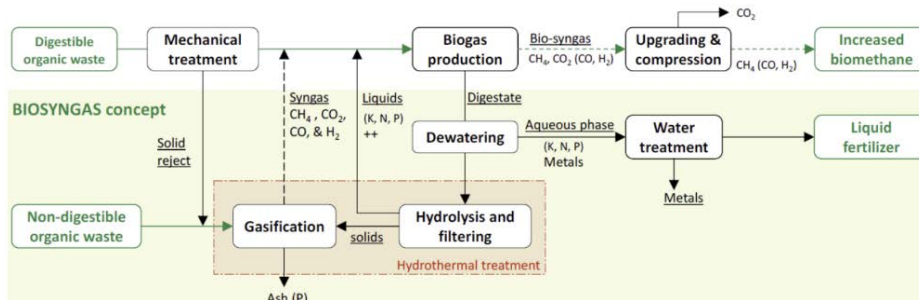 CO₂
Digestible
organic waste
Mechanical
treatment
Biogas
production
Bio-syngas
CH₄, CO₂ (CO, H₂)
Upgrading &
compression
CH₄ (CO, H₂)
Increased
biomethane
BIOSYNGAS concept
Syngas
CH₄ , CO₂,
CO, & H₂
Liquids
(K, N, P)
++
Digestate
Dewatering
Aqueous phase
(K, N, P)
Metals
Water
treatment
Liquid
fertilizer
Solid
reject
Metals
Non-digestible
organic waste
Gasification
solids
Hydrolysis and
filtering
Hydrothermal treatment
Ash (P)